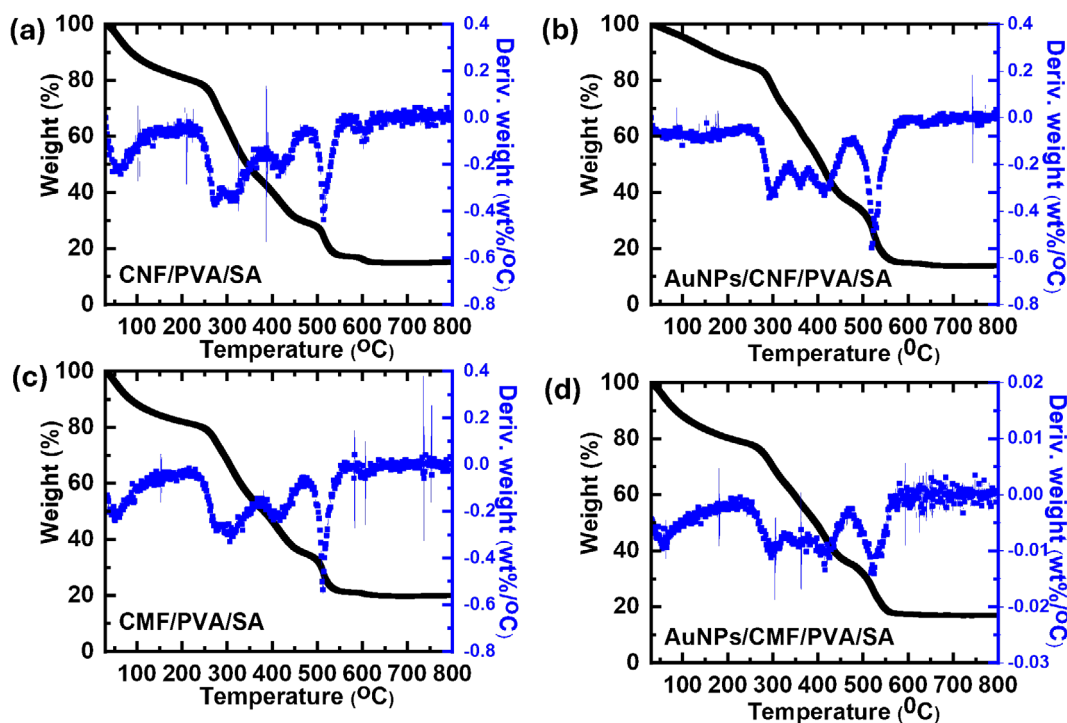 (a)
100
80
60
40
20
0
Weight (%)
0.4
0.2
0.0
-0.2
-0.4
-0.6
-0.8
Deriv. weight (wt%/ºC)
CNF/PVA/SA
100 200 300 400 500 600 700 800
Temperature (ºC)
(b)
100
80
60
40
20
0
Weight (%)
0.4
0.2
0.0
-0.2
-0.4
-0.6
-0.8
Deriv. weight (wt%/ºC)
AuNPs/CNF/PVA/SA
100 200 300 400 500 600 700 800
Temperature (⁰C)
(c)
100
80
60
40
20
0
Weight (%)
0.4
0.2
0.0
-0.2
-0.4
-0.6
-0.8
Deriv. weight (wt%/ºC)
CMF/PVA/SA
100 200 300 400 500 600 700 800
Temperature (ºC)
(d)
100
80
60
40
20
0
Weight (%)
0.02
0.01
0.00
-0.01
-0.02
-0.03
Deriv. weight (wt%/ºC)
AuNPs/CMF/PVA/SA
100 200 300 400 500 600 700 800
Temperature (⁰C)